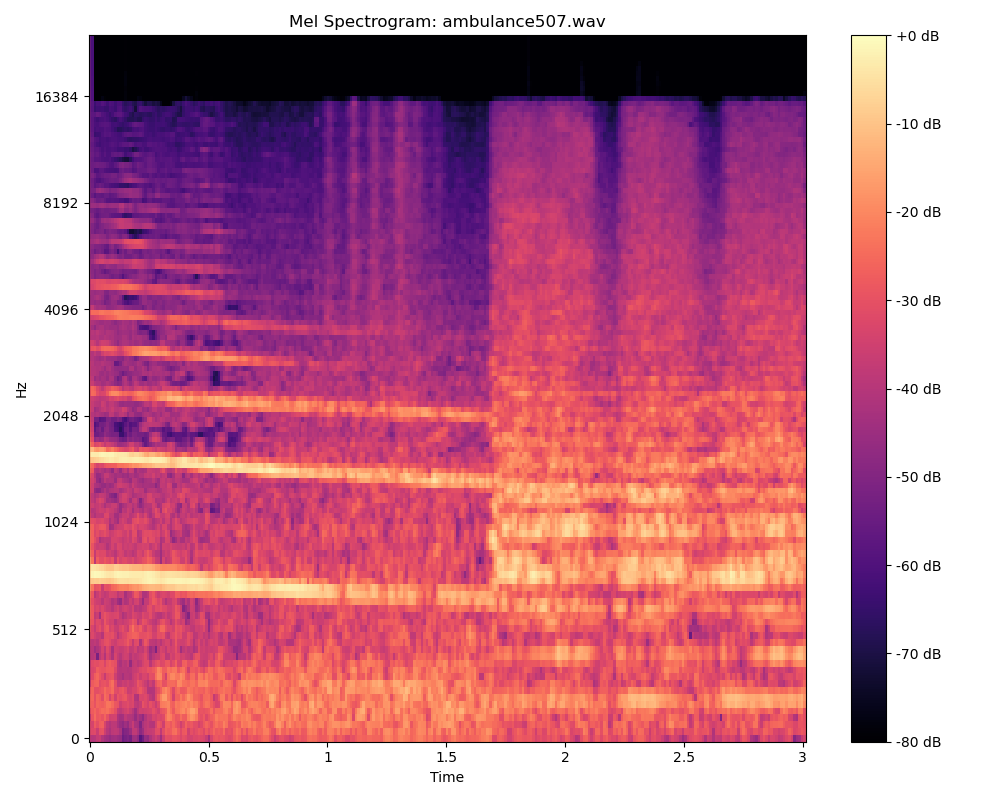 Mel Spectrogram: ambulance507.wav
+0 dB
16384
-10 dB
-20 dB
8192
-30 dB
4096
-40 dB
Hz
2048
-50 dB
1024
-60 dB
512
-70 dB
0
-80 dB
0 0.5 1 1.5 2 2.5 3
Time